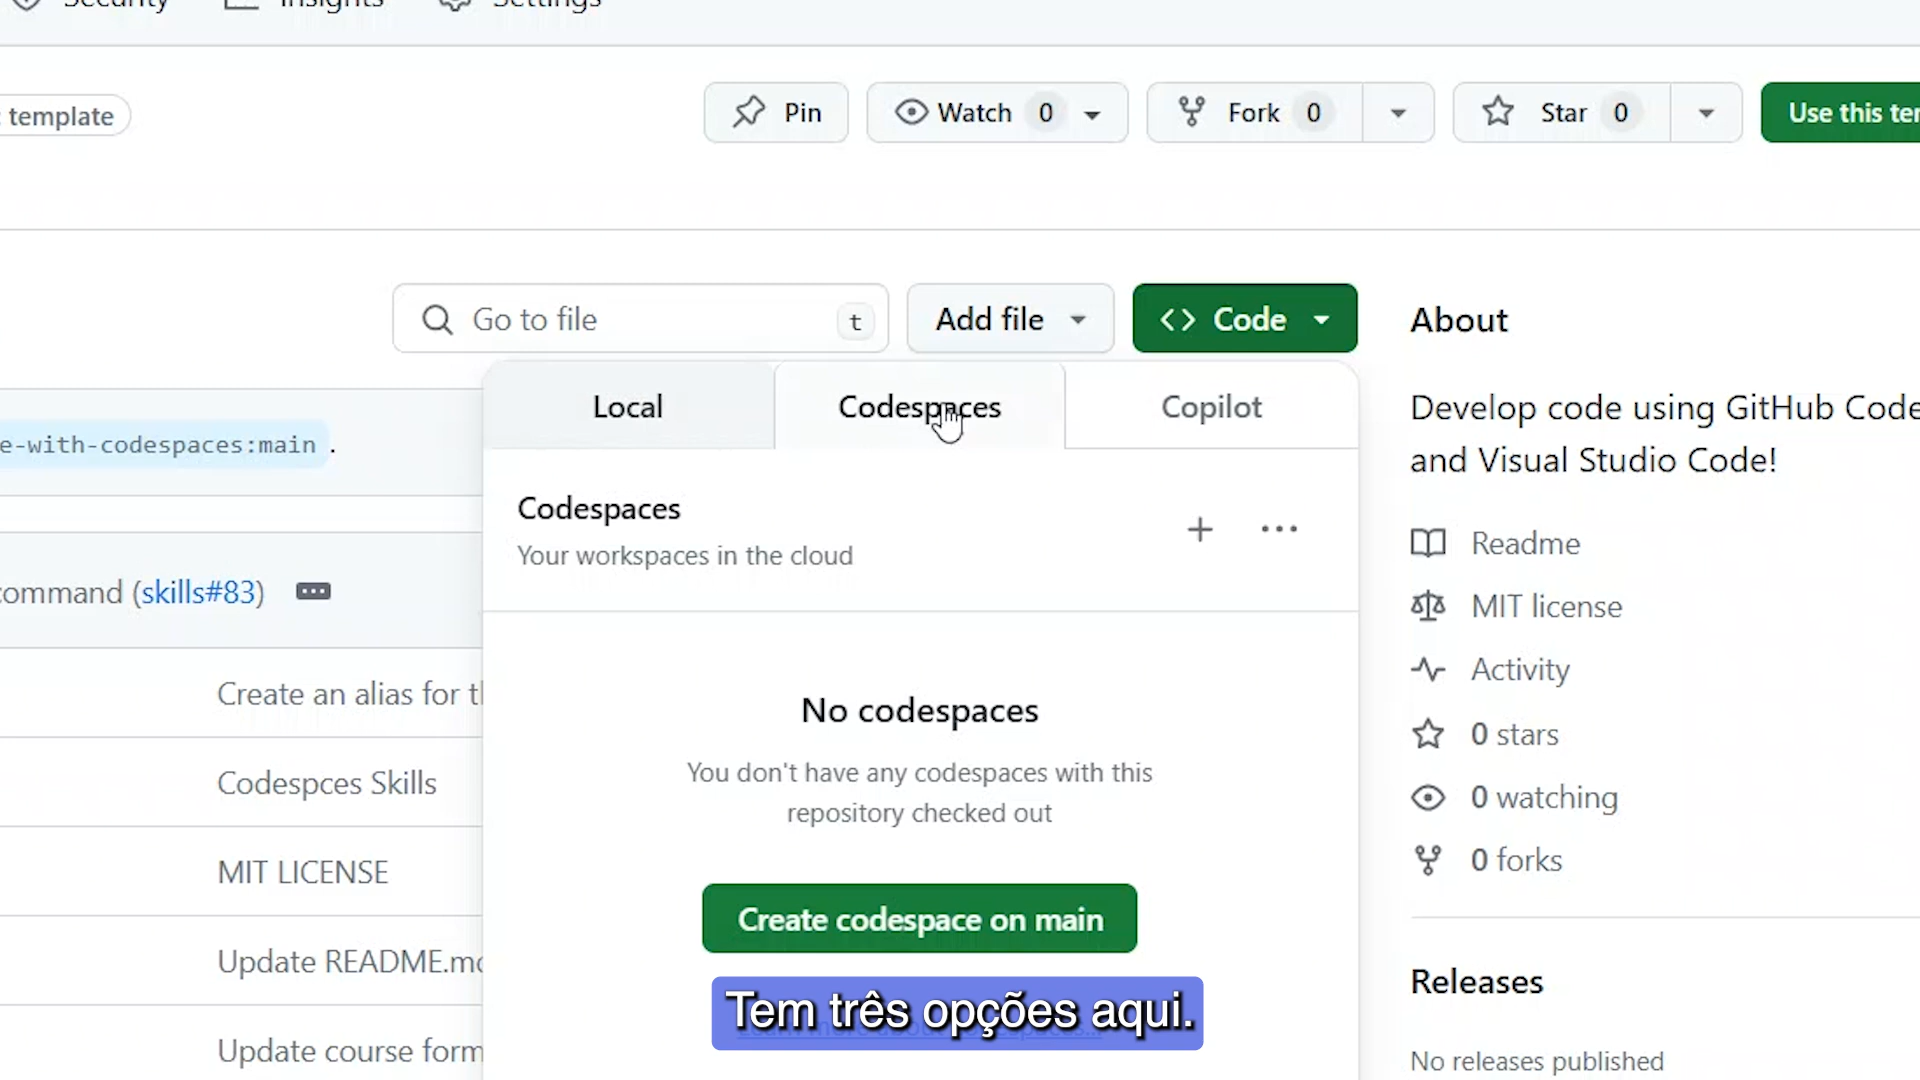 Security Insights Settings
template
Pin Watch 0 Fork 0 Star 0 Use this
Go to file t Add file <> Code About
Local Codespaces Copilot
Develop code using GitHub Code
and Visual Studio Code!
e-with-codespaces:main .
Codespaces
Your workspaces in the cloud
+ ...
Readme
ommand (skills#83) ...
MIT license
Activity
Create an alias for
No codespaces
0 stars
You don't have any codespaces with this
repository checked out
Codespces Skills
0 watching
MIT LICENSE
0 forks
Create codespace on main
Update README.m
Releases
Tem três opções aqui.
Update course form
No releases published